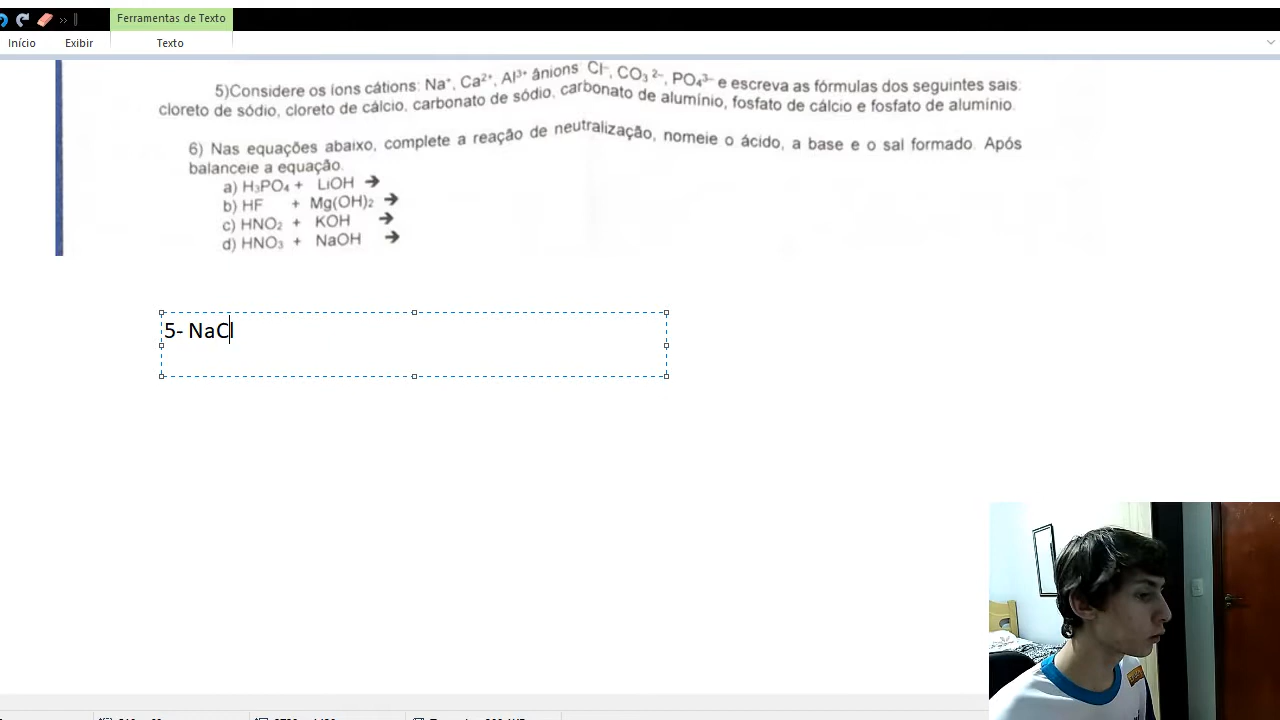 Ferramentas de Texto
Início Exibir Texto
5)Considere os íons cátions: Na⁺, Ca²⁺, Al³⁺ ânions: Cl⁻, CO₃²⁻, PO₄³⁻ e escreva as fórmulas dos seguintes sais:
cloreto de sódio, cloreto de cálcio, carbonato de sódio, carbonato de alumínio, fosfato de cálcio e fosfato de alumínio.
6) Nas equações abaixo, complete a reação de neutralização, nomeie o ácido, a base e o sal formado. Após
balanceie a equação.
a) H₃PO₄ + LiOH ➔
b) HF + Mg(OH)₂ ➔
c) HNO₂ + KOH ➔
d) HNO₃ + NaOH ➔
5- NaCl